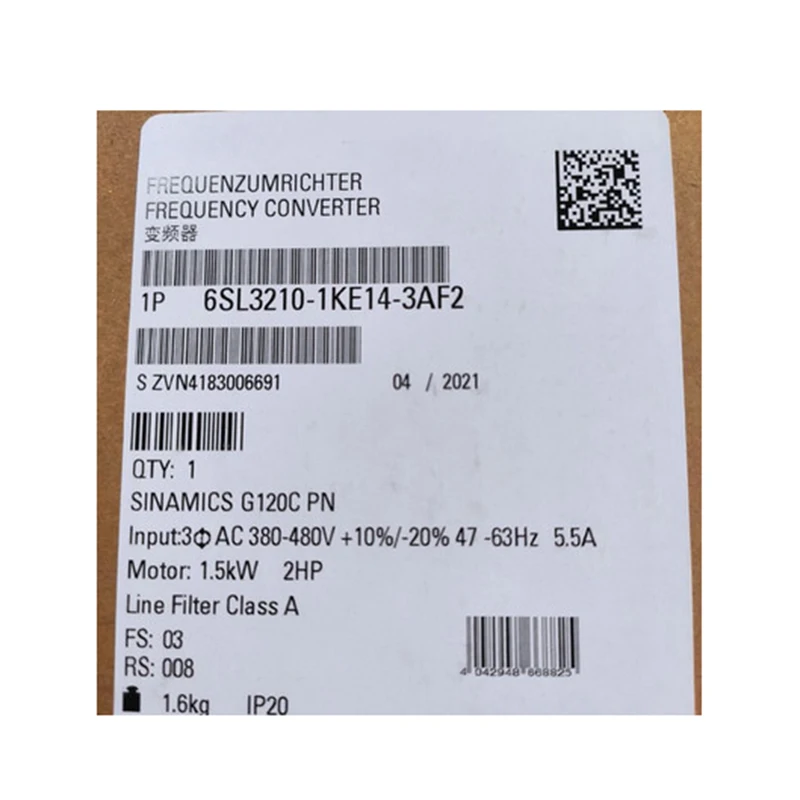 FREQUENZUMRICHTER
FREQUENCY CONVERTER
变频器
1P 6SL3210-1KE14-3AF2
S ZVN4183006691 04 / 2021
QTY: 1
SINAMICS G120C PN
Input:3Φ AC 380-480V +10%/-20% 47 -63Hz 5.5A
Motor: 1.5kW 2HP
Line Filter Class A
FS: 03
RS: 008
4 042948 668825
1.6kg IP20